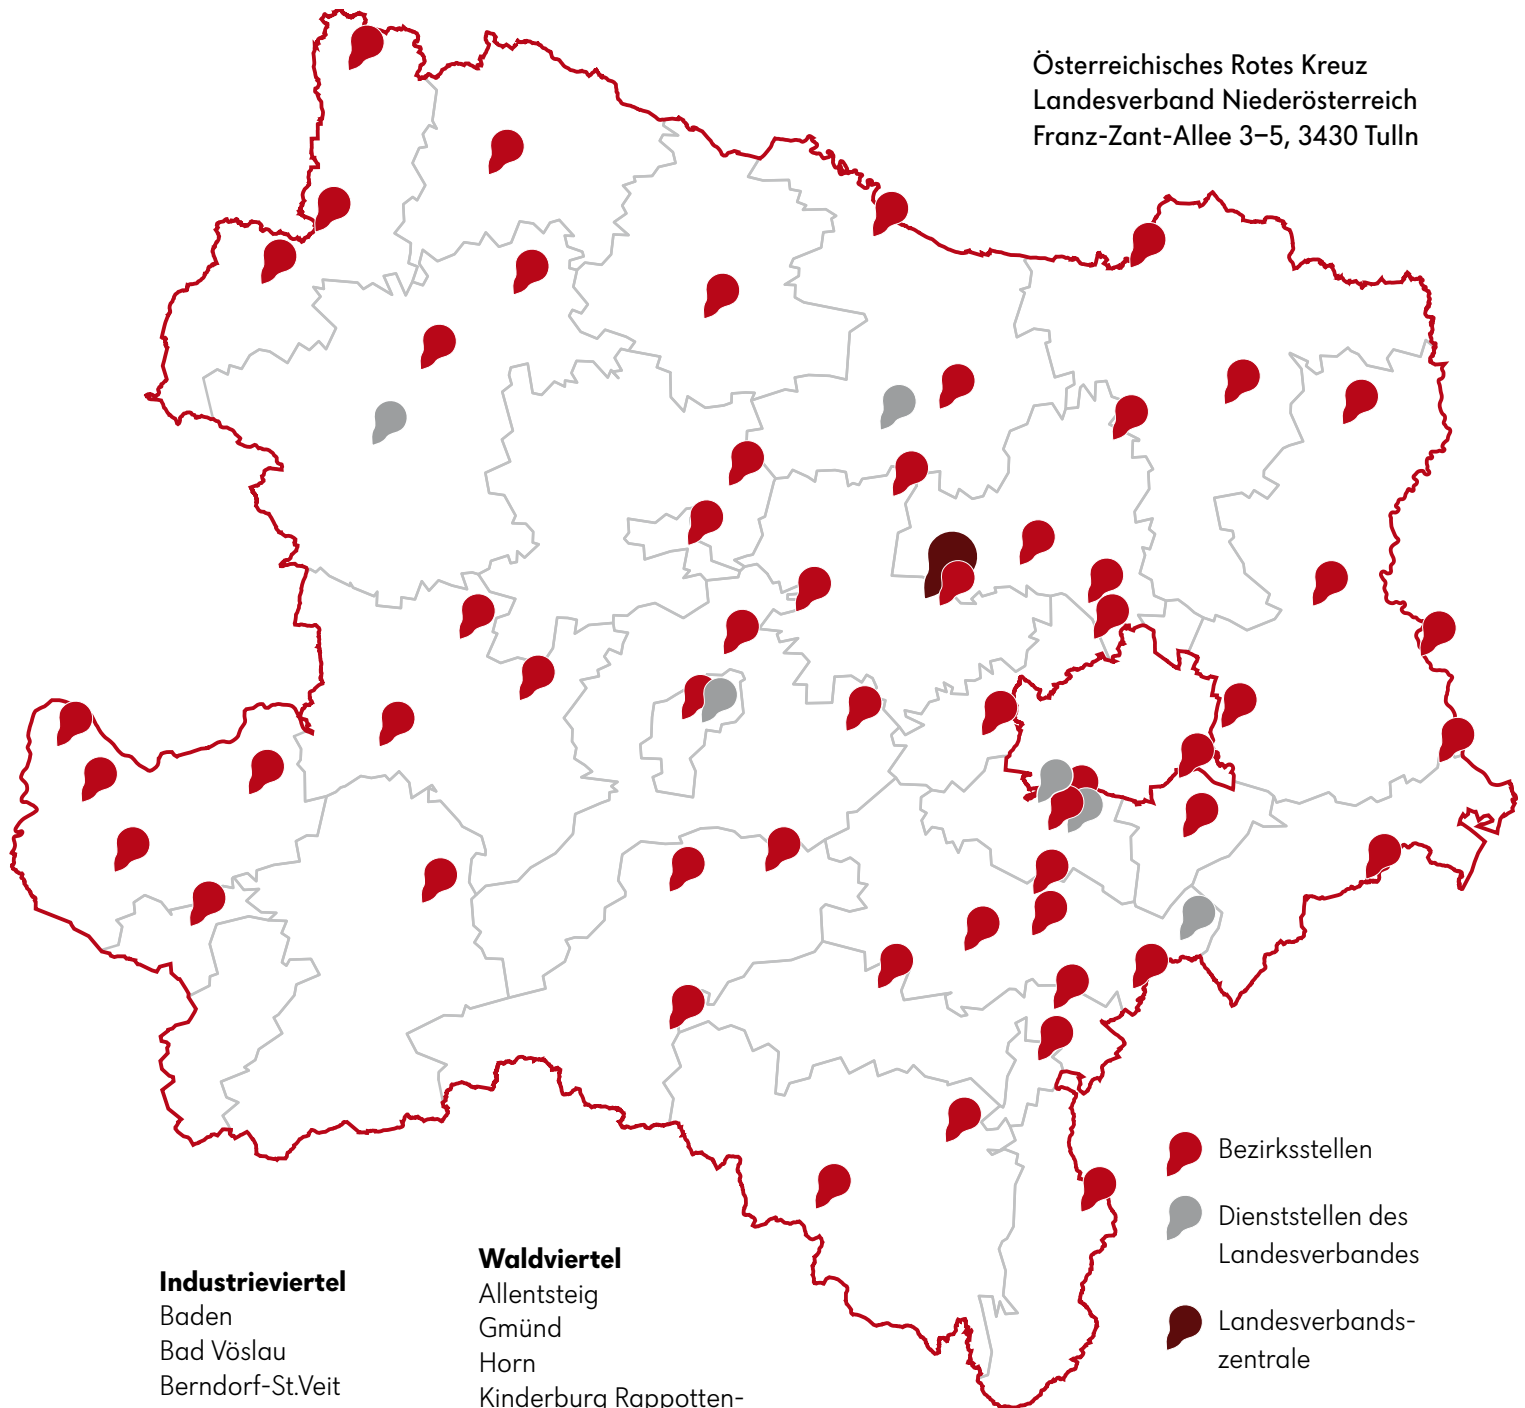 Österreichisches Rotes Kreuz
Landesverband Niederösterreich
Franz-Zant-Allee 3–5, 3430 Tulln
Bezirksstellen
Dienststellen des
Landesverbandes
Landesverbands-
zentrale
Industrieviertel
Baden
Bad Vöslau
Berndorf-St.Veit
Waldviertel
Allentsteig
Gmünd
Horn
Kinderburg Rappotten-